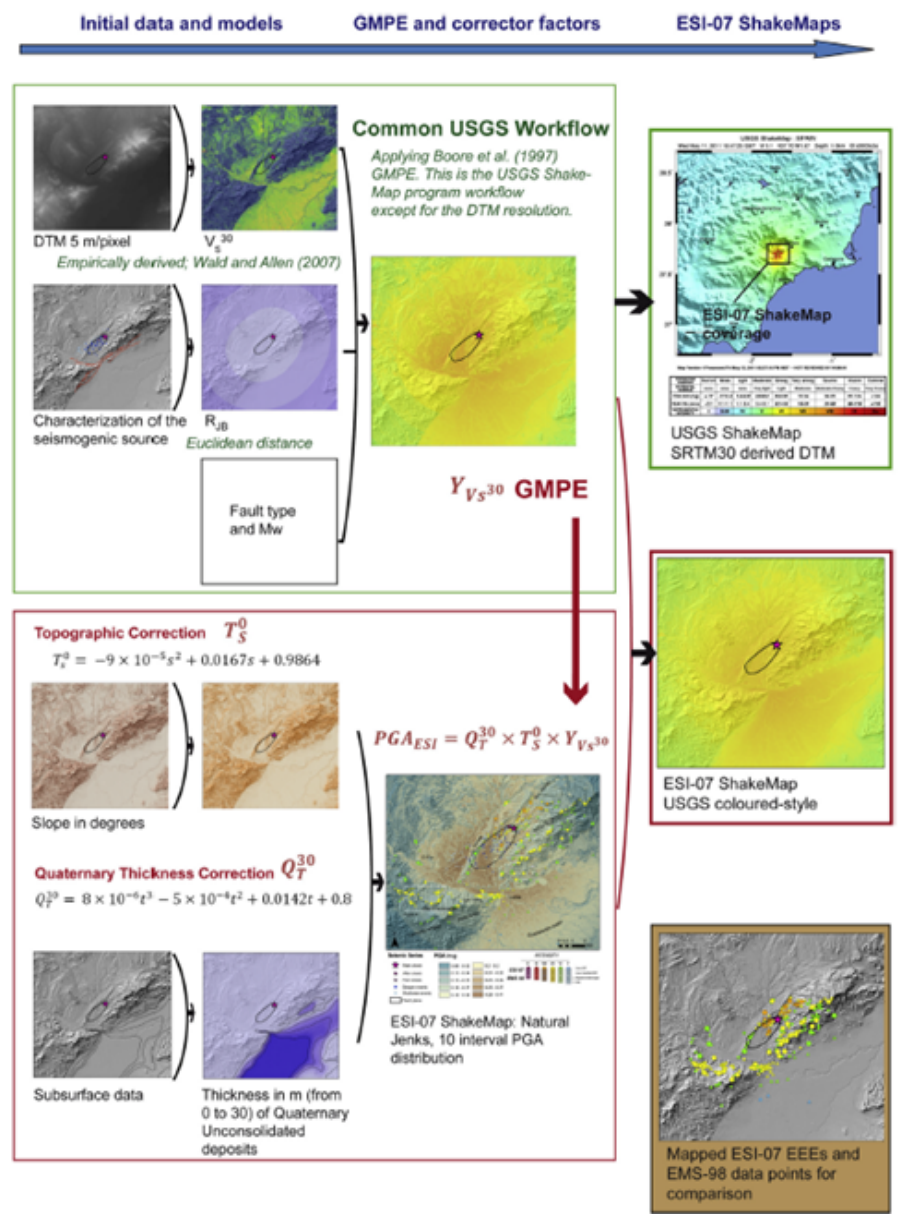 Initial data and models
GMPE and corrector factors
ESI-07 ShakeMaps
DTM 5 m/pixel
V_s^30
Empirically derived; Wald and Allen (2007)
Characterization of the
seismogenic source
R_JB
Euclidean distance
Fault type
and Mw
Common USGS Workflow
Applying Boore et al. (1997)
GMPE. This is the USGS Shake-
Map program workflow
except for the DTM resolution.
Y_Vs^30 GMPE
ESI-07 ShakeMap
coverage
USGS ShakeMap
SRTM30 derived DTM
Topographic Correction T_S^0
T_s^0 = −9 × 10^−5 s^2 + 0.0167s + 0.9864
Slope in degrees
Quaternary Thickness Correction Q_T^30
Q_T^30 = 8 × 10^−6 t^3 − 5 × 10^−4 t^2 + 0.0142t + 0.8
Subsurface data
Thickness in m (from
0 to 30) of Quaternary
Unconsolidated
deposits
PGA_ESI = Q_T^30 × T_S^0 × Y_Vs^30
ESI-07 ShakeMap: Natural
Jenks, 10 interval PGA
distribution
ESI-07 ShakeMap
USGS coloured-style
Mapped ESI-07 EEEs and
EMS-98 data points for
comparison